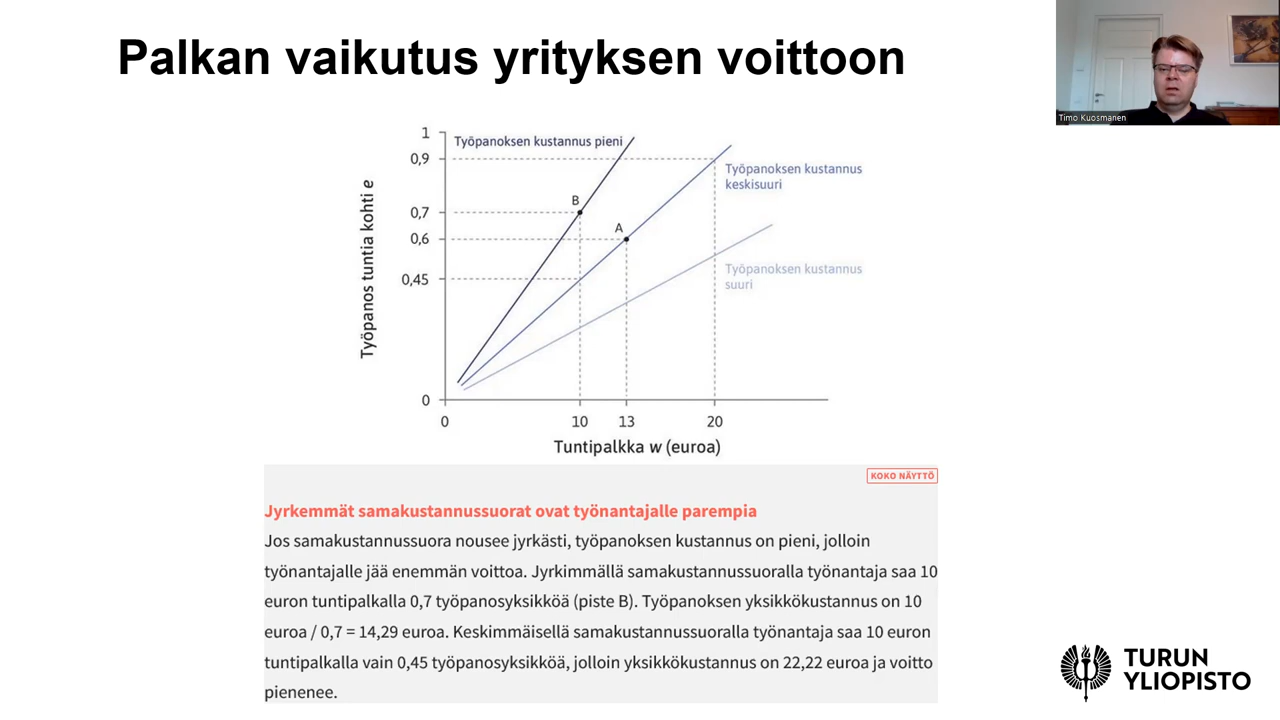 Palkan vaikutus yrityksen voittoon
Timo Kuosmanen
Työpanos tuntia kohti e
1
0,9
0,7
0,6
0,45
0
Työpanoksen kustannus pieni
B
A
Työpanoksen kustannus
keskisuuri
Työpanoksen kustannus
suuri
0
10
13
20
Tuntipalkka w (euroa)
KOKO NÄYTTÖ
Jyrkemmät samakustannussuorat ovat työnantajalle parempia
Jos samakustannussuora nousee jyrkästi, työpanoksen kustannus on pieni, jolloin
työnantajalle jää enemmän voittoa. Jyrkimmällä samakustannussuoralla työnantaja saa 10
euron tuntipalkalla 0,7 työpanosyksikköä (piste B). Työpanoksen yksikkökustannus on 10
euroa / 0,7 = 14,29 euroa. Keskimmäisellä samakustannussuoralla työnantaja saa 10 euron
tuntipalkalla vain 0,45 työpanosyksikköä, jolloin yksikkökustannus on 22,22 euroa ja voitto
pienenee.
TURUN
YLIOPISTO